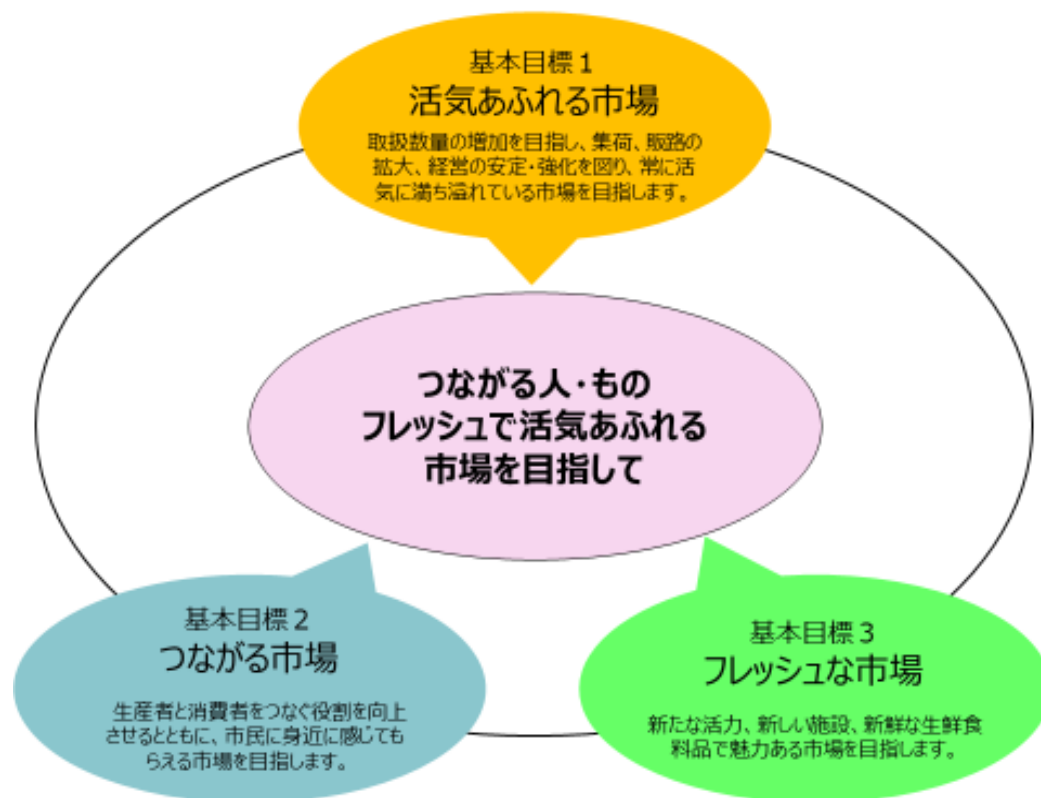 基本目標1
活気あふれる市場
取扱数量の増加を目指し、集荷、販路の
拡大、経営の安定・強化を図り、常に活
気に満ち溢れている市場を目指します。
つながる人・もの
フレッシュで活気あふれる
市場を目指して
基本目標2
つながる市場
生産者と消費者をつなぐ役割を向上
させるとともに、市民に身近に感じても
らえる市場を目指します。
基本目標3
フレッシュな市場
新たな活力、新しい施設、新鮮な生鮮食
料品で魅力ある市場を目指します。